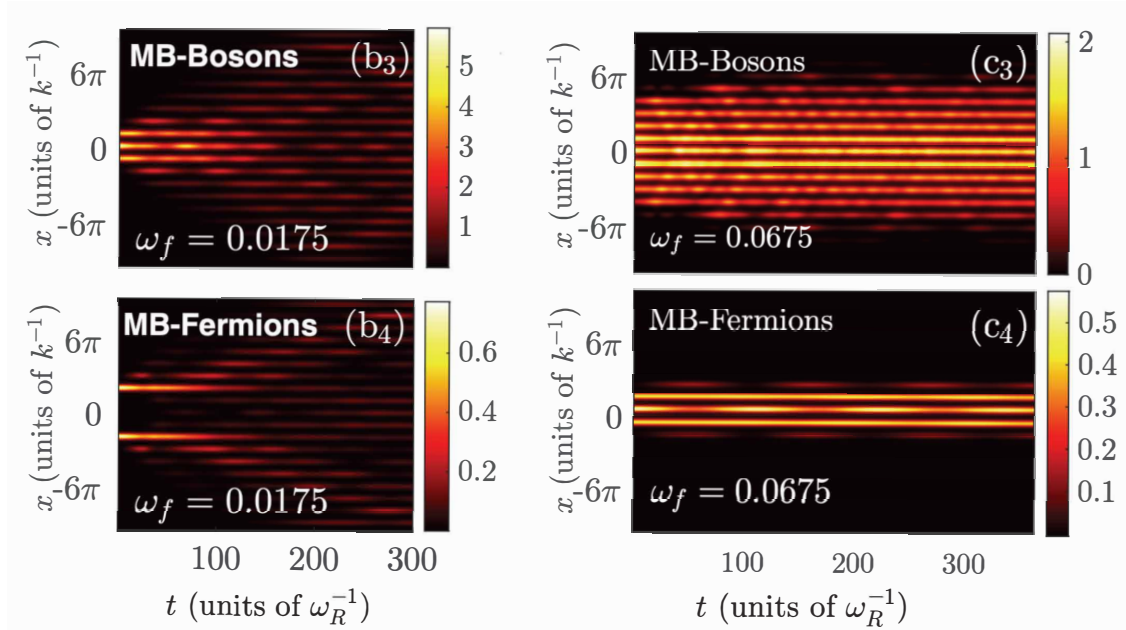 MB-Bosons (b₃)
x (units of k⁻¹)
6π
0
-6π
ω_f = 0.0175
5
4
3
2
1
MB-Bosons (c₃)
x (units of k⁻¹)
6π
0
-6π
ω_f = 0.0675
2
1
0
MB-Fermions (b₄)
x (units of k⁻¹)
6π
0
-6π
ω_f = 0.0175
0.6
0.4
0.2
100 200 300
t (units of ω_R⁻¹)
MB-Fermions (c₄)
x (units of k⁻¹)
6π
0
-6π
ω_f = 0.0675
0.5
0.4
0.3
0.2
0.1
100 200 300
t (units of ω_R⁻¹)